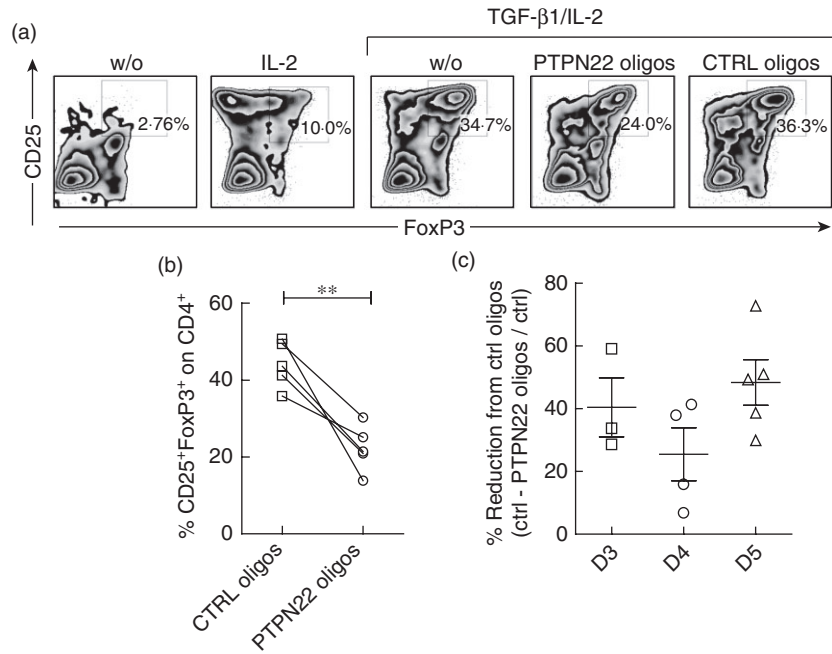 (a)
TGF-β1/IL-2
w/o
IL-2
w/o
PTPN22 oligos
CTRL oligos
CD25
2·76%
10·0%
34·7%
24·0%
36·3%
FoxP3
(b)
**
% CD25⁺FoxP3⁺ on CD4⁺
60
40
20
0
CTRL oligos
PTPN22 oligos
(c)
% Reduction from ctrl oligos
(ctrl - PTPN22 oligos / ctrl)
80
60
40
20
0
D3
D4
D5